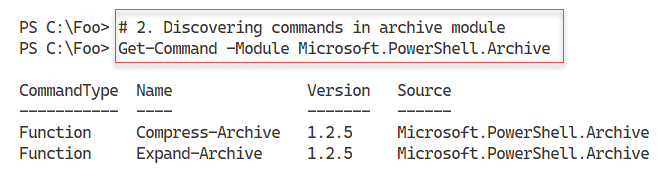 PS C:\Foo> # 2. Discovering commands in archive module
PS C:\Foo> Get-Command -Module Microsoft.PowerShell.Archive
CommandType  Name              Version  Source
-----------  ----              -------  ------
Function     Compress-Archive  1.2.5    Microsoft.PowerShell.Archive
Function     Expand-Archive    1.2.5    Microsoft.PowerShell.Archive